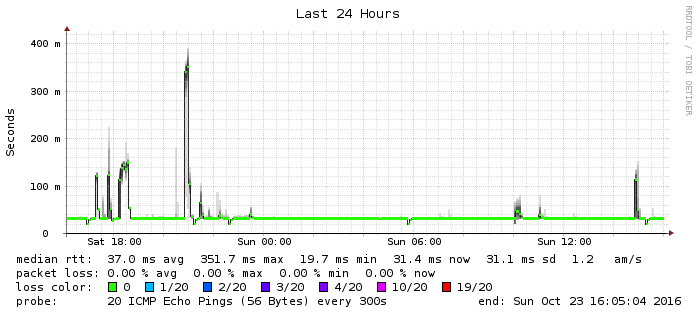 Last 24 Hours
RRDTOOL / TOBI OETIKER
Seconds
400 m
300 m
200 m
100 m
0
Sat 18:00 Sun 00:00 Sun 06:00 Sun 12:00
median rtt: 37.0 ms avg 351.7 ms max 19.7 ms min 31.4 ms now 31.1 ms sd 1.2 am/s
packet loss: 0.00 % avg 0.00 % max 0.00 % min 0.00 % now
loss color: 0 1/20 2/20 3/20 4/20 10/20 19/20
probe: 20 ICMP Echo Pings (56 Bytes) every 300s end: Sun Oct 23 16:05:04 2016